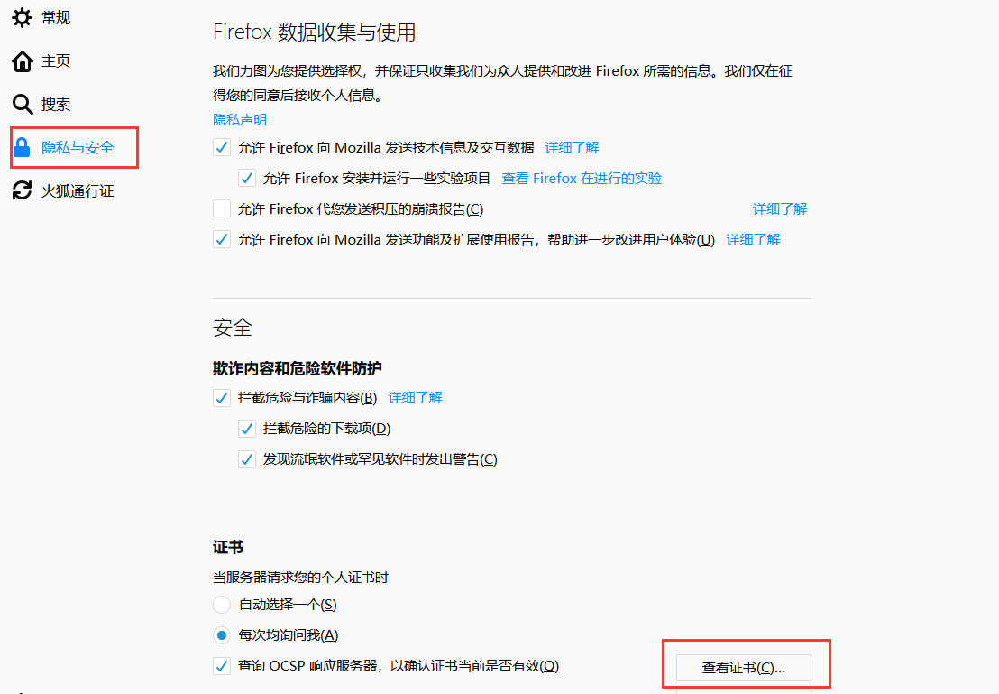 常规
主页
搜索
隐私与安全
火狐通行证
Firefox 数据收集与使用
我们力图为您提供选择权，并保证只收集我们为众人提供和改进 Firefox 所需的信息。我们仅在征
得您的同意后接收个人信息。
隐私声明
允许 Firefox 向 Mozilla 发送技术信息及交互数据 详细了解
允许 Firefox 安装并运行一些实验项目 查看 Firefox 在进行的实验
允许 Firefox 代您发送积压的崩溃报告(C) 详细了解
允许 Firefox 向 Mozilla 发送功能及扩展使用报告，帮助进一步改进用户体验(U) 详细了解
安全
欺诈内容和危险软件防护
拦截危险与诈骗内容(B) 详细了解
拦截危险的下载项(D)
发现流氓软件或罕见软件时发出警告(C)
证书
当服务器请求您的个人证书时
自动选择一个(S)
每次均询问我(A)
查询 OCSP 响应服务器，以确认证书当前是否有效(Q)
查看证书(C)...